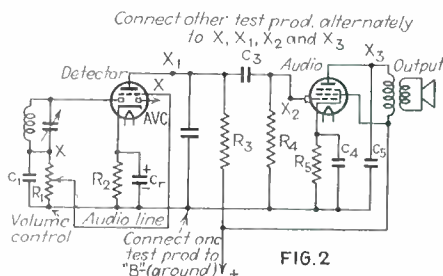 Connect other test prod. alternately
to X, X₁, X₂ and X₃
Detector
X₁
C₃
Audio
X₃
Output
X
AVC
X₂
X
C₁
R₁
R₂
Cr
+
-
R₃
R₄
R₅
C₄
C₅
Volume
control
Audio line
Connect one
test prod to
"B-"(ground)
+
FIG.2